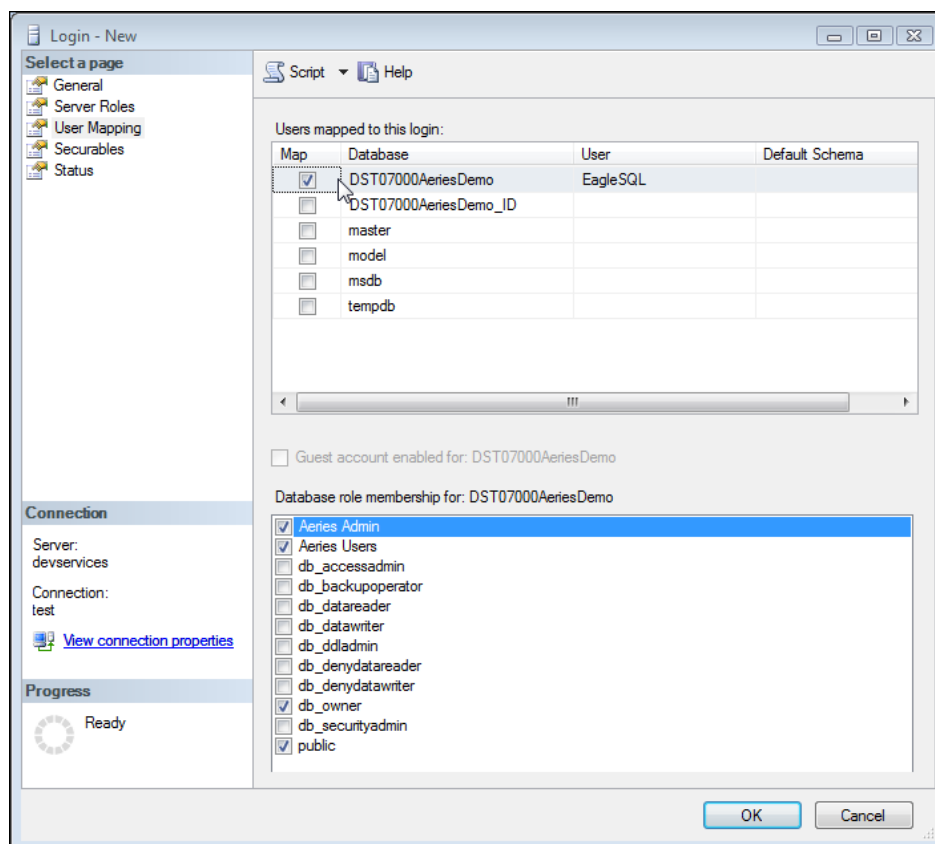 Login - New
Select a page
General
Server Roles
User Mapping
Securables
Status
Script
Help
Users mapped to this login:
Map Database User Default Schema
DST07000AeriesDemo EagleSQL
DST07000AeriesDemo_ID
master
model
msdb
tempdb
Guest account enabled for: DST07000AeriesDemo
Database role membership for: DST07000AeriesDemo
Aeries Admin
Aeries Users
db_accessadmin
db_backupoperator
db_datareader
db_datawriter
db_ddladmin
db_denydatareader
db_denydatawriter
db_owner
db_securityadmin
public
Connection
Server:
devservices
Connection:
test
View connection properties
Progress
Ready
OK Cancel